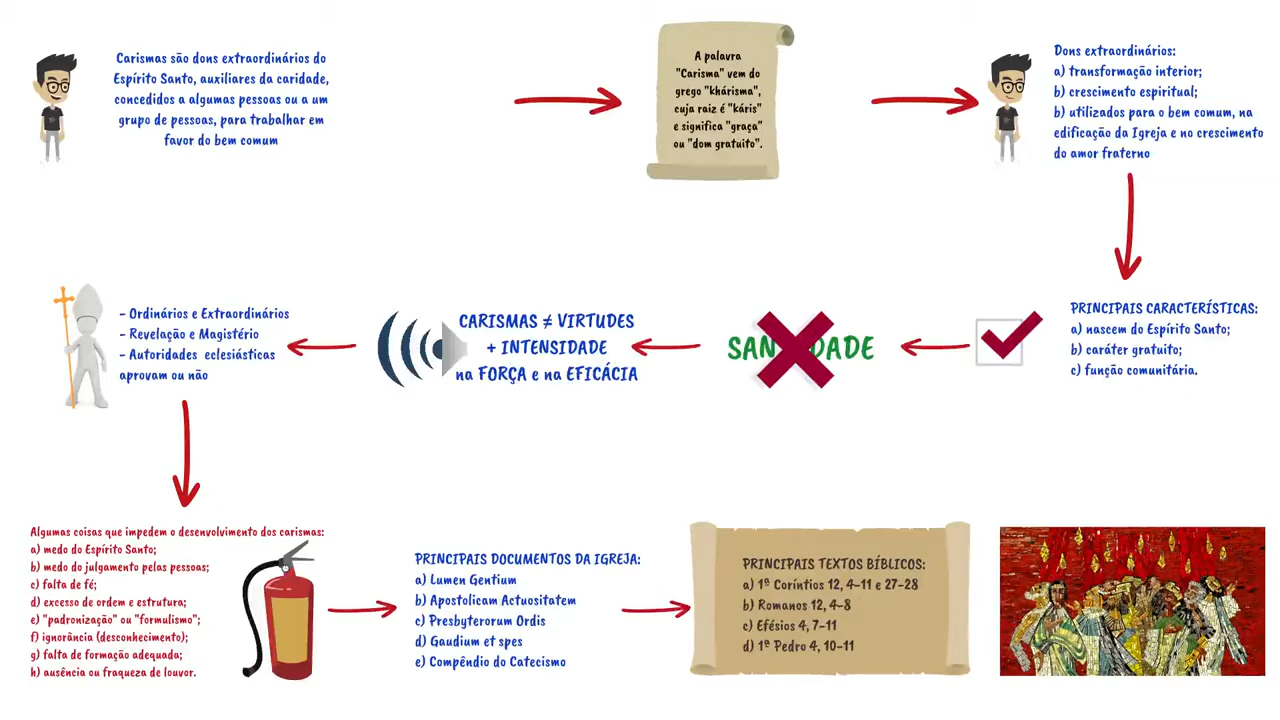 Carismas são dons extraordinários do
Espírito Santo, auxiliares da caridade,
concedidos a algumas pessoas ou a um
grupo de pessoas, para trabalhar em
favor do bem comum
A palavra
"Carisma" vem do
grego "khárisma",
cuja raiz é "káris"
e significa "graça"
ou "dom gratuito".
Dons extraordinários:
a) transformação interior;
b) crescimento espiritual;
b) utilizados para o bem comum, na
edificação da Igreja e no crescimento
do amor fraterno
PRINCIPAIS CARACTERÍSTICAS:
a) nascem do Espírito Santo;
b) caráter gratuito;
c) função comunitária.
SANTIDADE
CARISMAS ≠ VIRTUDES
+ INTENSIDADE
na FORÇA e na EFICÁCIA
- Ordinários e Extraordinários
- Revelação e Magistério
- Autoridades eclesiásticas
aprovam ou não
Algumas coisas que impedem o desenvolvimento dos carismas:
a) medo do Espírito Santo;
b) medo do julgamento pelas pessoas;
c) falta de fé;
d) excesso de ordem e estrutura;
e) "padronização" ou "formulismo";
f) ignorância (desconhecimento);
g) falta de formação adequada;
h) ausência ou fraqueza de louvor.
PRINCIPAIS DOCUMENTOS DA IGREJA:
a) Lumen Gentium
b) Apostolicam Actuositatem
c) Presbyterorum Ordis
d) Gaudium et spes
e) Compêndio do Catecismo
PRINCIPAIS TEXTOS BÍBLICOS:
a) 1ª Coríntios 12, 4-11 e 27-28
b) Romanos 12, 4-8
c) Efésios 4, 7-11
d) 1ª Pedro 4, 10-11